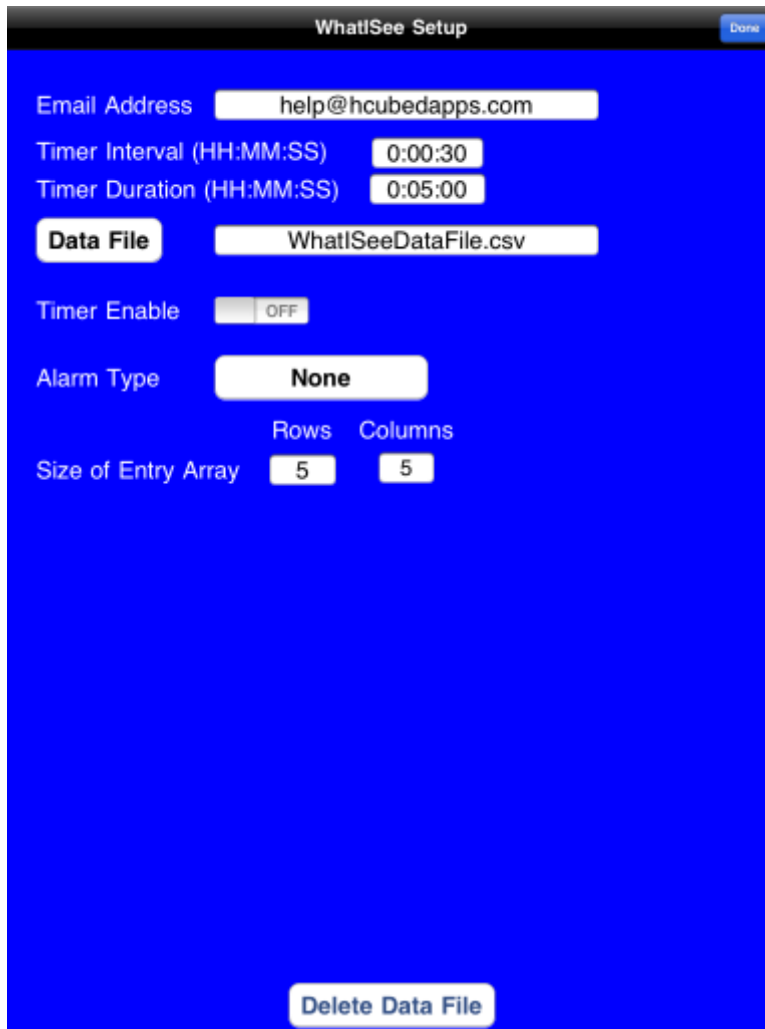 WhatISee Setup Done
Email Address help@hcubedapps.com
Timer Interval (HH:MM:SS) 0:00:30
Timer Duration (HH:MM:SS) 0:05:00
Data File WhatISeeDataFile.csv
Timer Enable OFF
Alarm Type None
Rows Columns
Size of Entry Array 5 5
Delete Data File